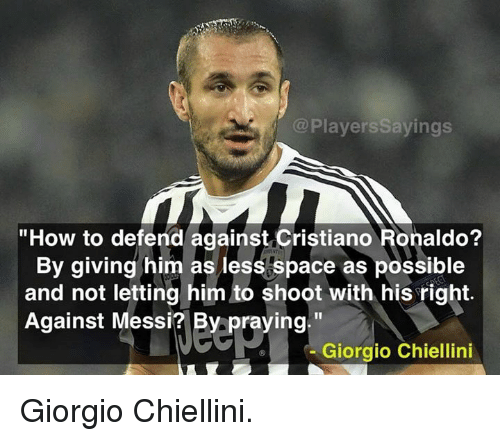 @PlayersSayings
"How to defend against Cristiano Ronaldo?
By giving him as less space as possible
and not letting him to shoot with his right.
Against Messi? By praying."
Jeep
- Giorgio Chiellini
Giorgio Chiellini.